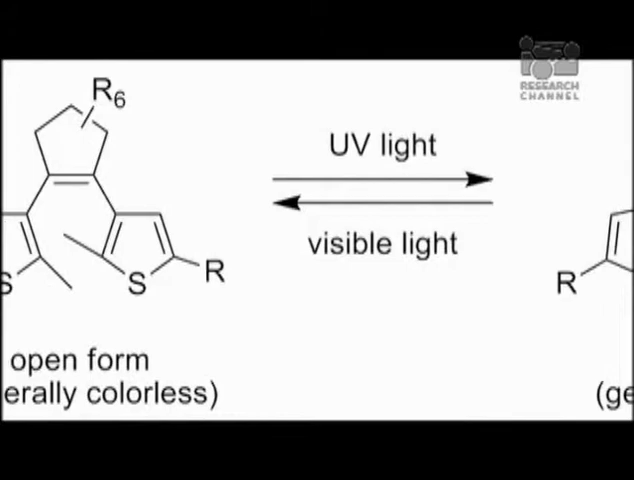 RESEARCH
CHANNEL
R6
UV light
visible light
S
S
R
R
open form
erally colorless)
(ge